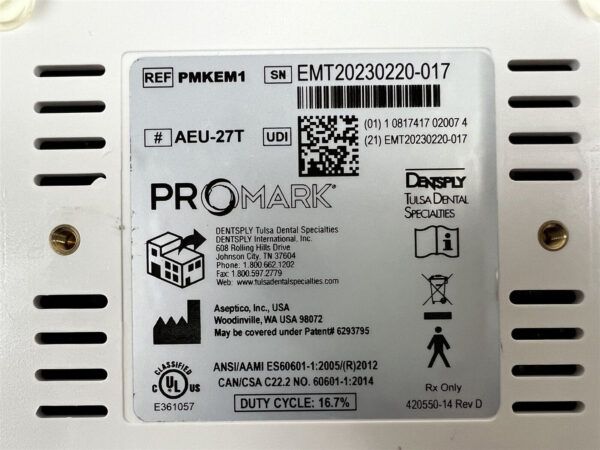 REF PMKEM1 SN EMT20230220-017
# AEU-27T UDI (01) 1 0817417 02007 4
(21) EMT20230220-017
PROMARK®
DENTSPLY
TULSA DENTAL
SPECIALTIES
DENTSPLY Tulsa Dental Specialties
DENTSPLY International, Inc.
608 Rolling Hills Drive
Johnson City, TN 37604
Phone: 1.800.662.1202
Fax: 1.800.597.2779
Web: www.tulsadentalspecialties.com
Aseptico, Inc., USA
Woodinville, WA USA 98072
May be covered under Patent# 6293795
CLASSIFIED
C UL US
E361057
ANSI/AAMI ES60601-1:2005/(R)2012
CAN/CSA C22.2 NO. 60601-1:2014
DUTY CYCLE: 16.7%
Rx Only
420550-14 Rev D